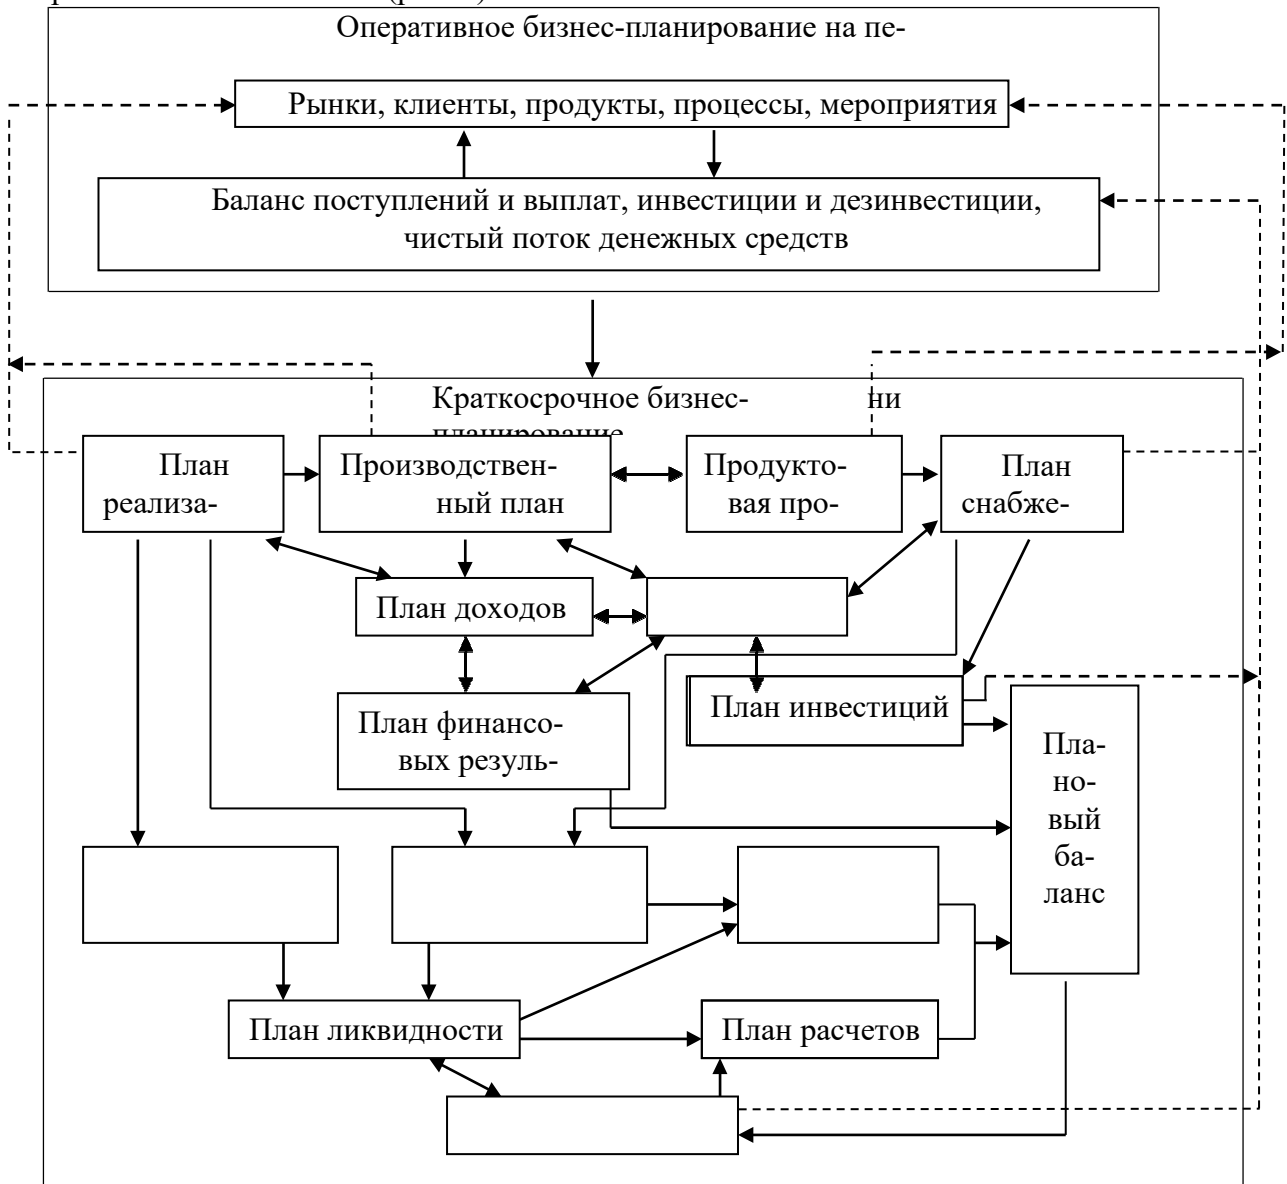 Оперативное бизнес-планирование на пе-
Рынки, клиенты, продукты, процессы, мероприятия
Баланс поступлений и выплат, инвестиции и дезинвестиции,
чистый поток денежных средств
Краткосрочное бизнес-
ни
планирование
План
реализа-
Производствен-
ный план
Продукто-
вая про-
План
снабже-
План доходов
План финансо-
вых резуль-
План инвестиций
Пла-
но-
вый
ба-
ланс
План ликвидности
План расчетов